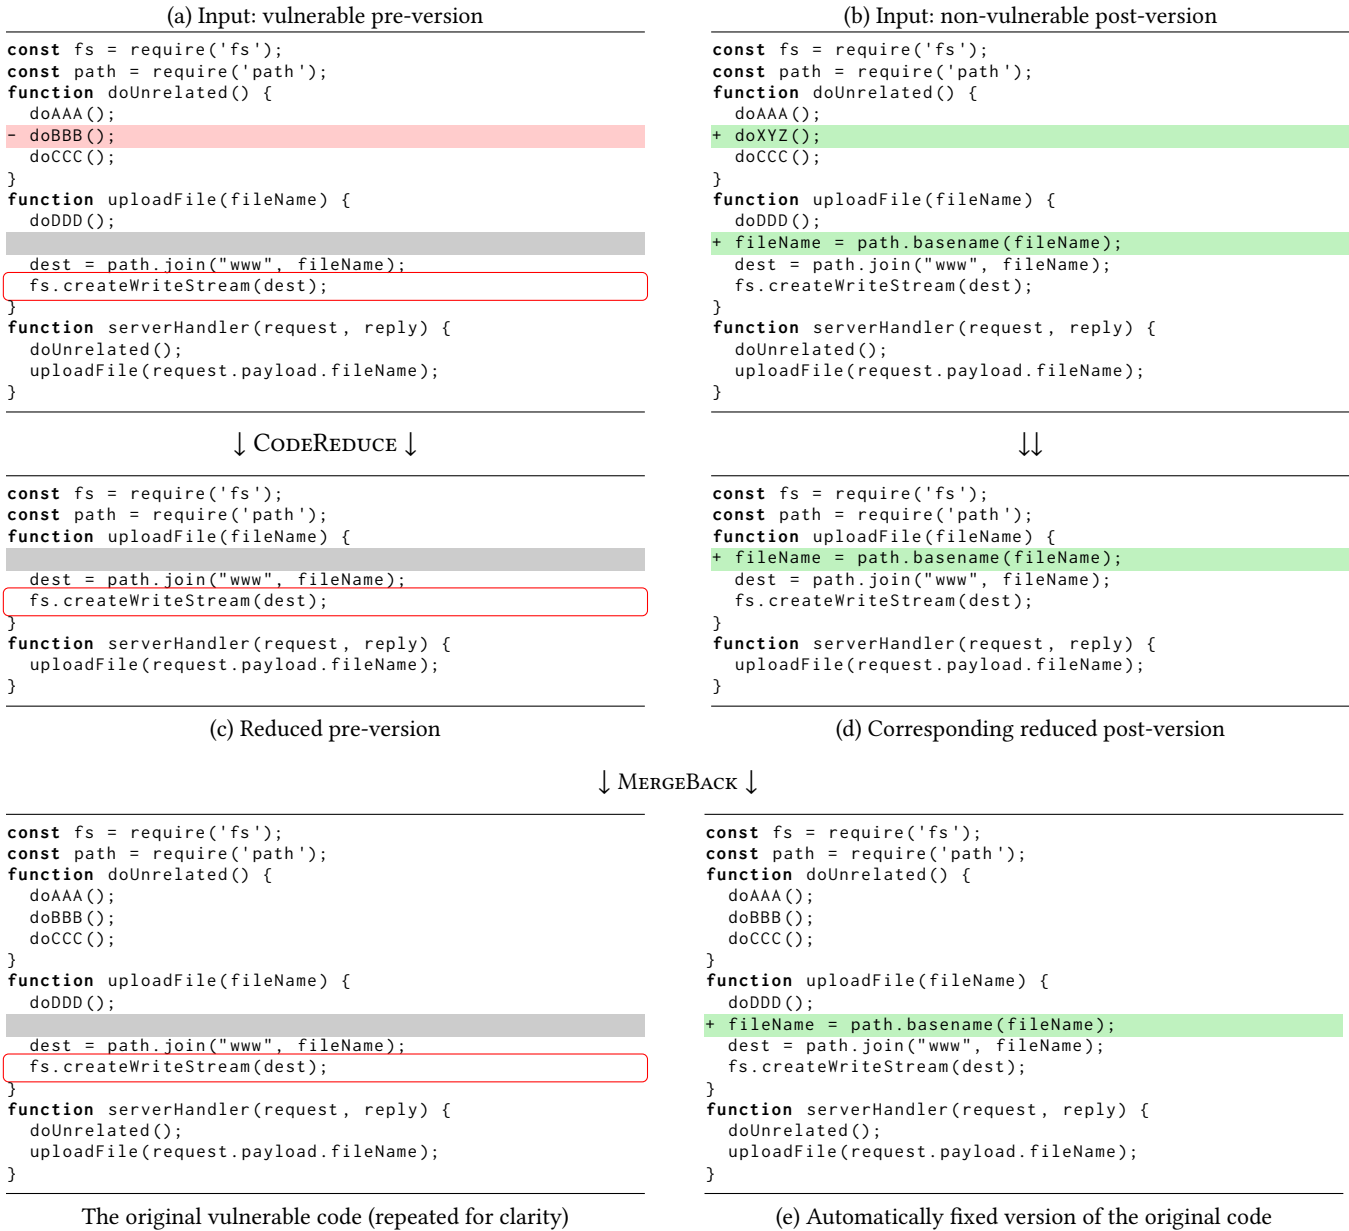 (a) Input: vulnerable pre-version
const fs = require('fs');
const path = require('path');
function doUnrelated() {
  doAAA();
- doBBB();
  doCCC();
}
function uploadFile(fileName) {
  doDDD();
  dest = path.join("www", fileName);
  fs.createWriteStream(dest);
}
function serverHandler(request, reply) {
  doUnrelated();
  uploadFile(request.payload.fileName);
}
(b) Input: non-vulnerable post-version
const fs = require('fs');
const path = require('path');
function doUnrelated() {
  doAAA();
+ doXYZ();
  doCCC();
}
function uploadFile(fileName) {
  doDDD();
+ fileName = path.basename(fileName);
  dest = path.join("www", fileName);
  fs.createWriteStream(dest);
}
function serverHandler(request, reply) {
  doUnrelated();
  uploadFile(request.payload.fileName);
}
↓ CodeReduce ↓
↓↓
const fs = require('fs');
const path = require('path');
function uploadFile(fileName) {
  dest = path.join("www", fileName);
  fs.createWriteStream(dest);
}
function serverHandler(request, reply) {
  uploadFile(request.payload.fileName);
}
(c) Reduced pre-version
const fs = require('fs');
const path = require('path');
function uploadFile(fileName) {
+ fileName = path.basename(fileName);
  dest = path.join("www", fileName);
  fs.createWriteStream(dest);
}
function serverHandler(request, reply) {
  uploadFile(request.payload.fileName);
}
(d) Corresponding reduced post-version
↓ MergeBack ↓
const fs = require('fs');
const path = require('path');
function doUnrelated() {
  doAAA();
  doBBB();
  doCCC();
}
function uploadFile(fileName) {
  doDDD();
  dest = path.join("www", fileName);
  fs.createWriteStream(dest);
}
function serverHandler(request, reply) {
  doUnrelated();
  uploadFile(request.payload.fileName);
}
The original vulnerable code (repeated for clarity)
const fs = require('fs');
const path = require('path');
function doUnrelated() {
  doAAA();
  doBBB();
  doCCC();
}
function uploadFile(fileName) {
  doDDD();
+ fileName = path.basename(fileName);
  dest = path.join("www", fileName);
  fs.createWriteStream(dest);
}
function serverHandler(request, reply) {
  doUnrelated();
  uploadFile(request.payload.fileName);
}
(e) Automatically fixed version of the original code